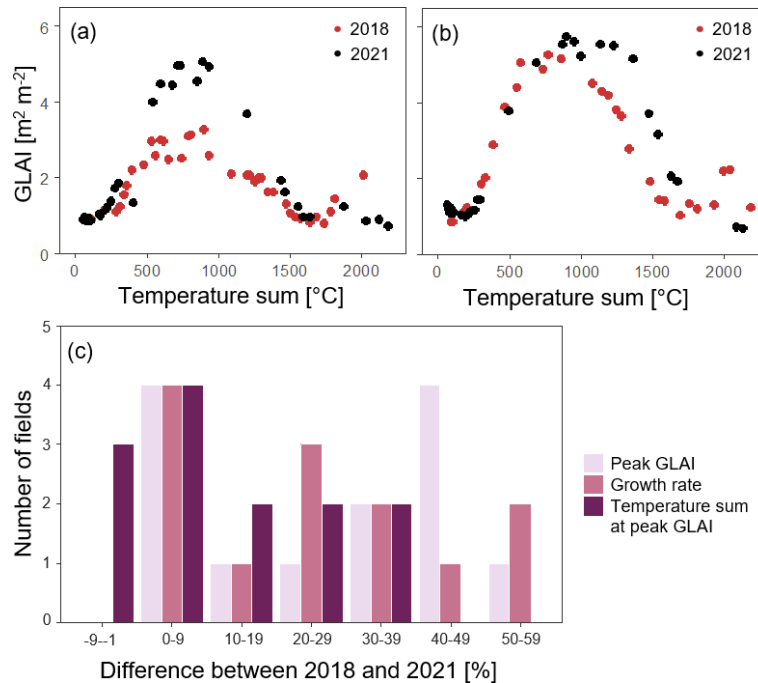 (a)
2018
2021
(b)
2018
2021
GLAI [m² m⁻²]
6
4
2
0
0 500 1000 1500 2000
0 500 1000 1500 2000
Temperature sum [°C]
Temperature sum [°C]
(c)
Number of fields
5
4
3
2
1
0
-9--1 0-9 10-19 20-29 30-39 40-49 50-59
Difference between 2018 and 2021 [%]
Peak GLAI
Growth rate
Temperature sum
at peak GLAI